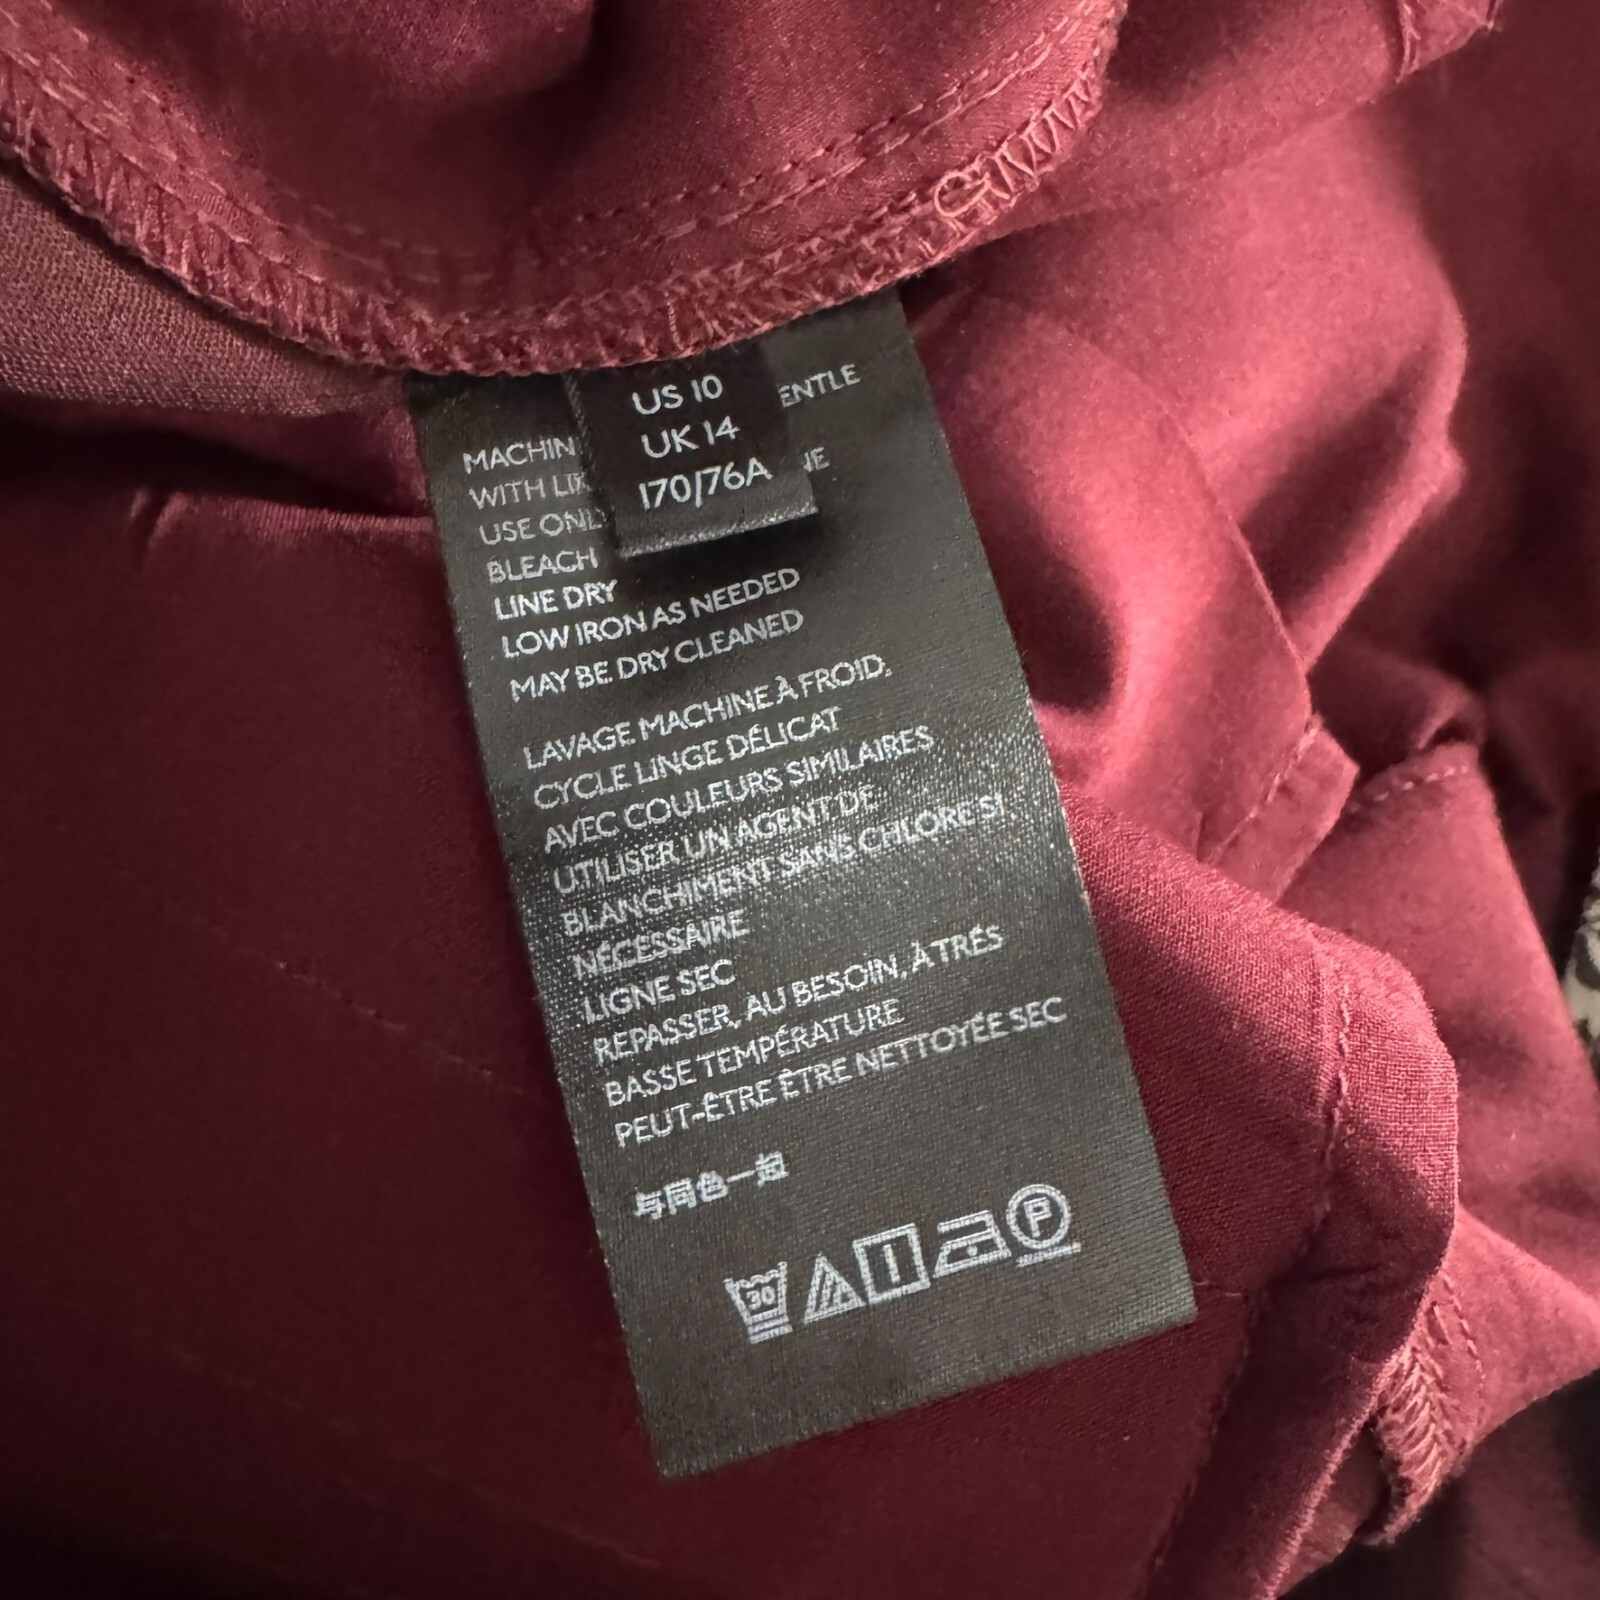 US 10
UK 14
170/76A
ENTLE
MACHIN
WITH LI
NE
USE ONL
BLEACH
LINE DRY
LOW IRON AS NEEDED
MAY BE DRY CLEANED
LAVAGE MACHINE À FROID,
CYCLE LINGE DÉLICAT
AVEC COULEURS SIMILAIRES
UTILISER UN AGENT DE
BLANCHIMENT SANS CHLORE SI
NÉCESSAIRE
LIGNE SEC
REPASSER, AU BESOIN, À TRÉS
BASSE TEMPÉRATURE
PEUT-ÊTRE ÊTRE NETTOYÉE SEC
与同色一起
30 P